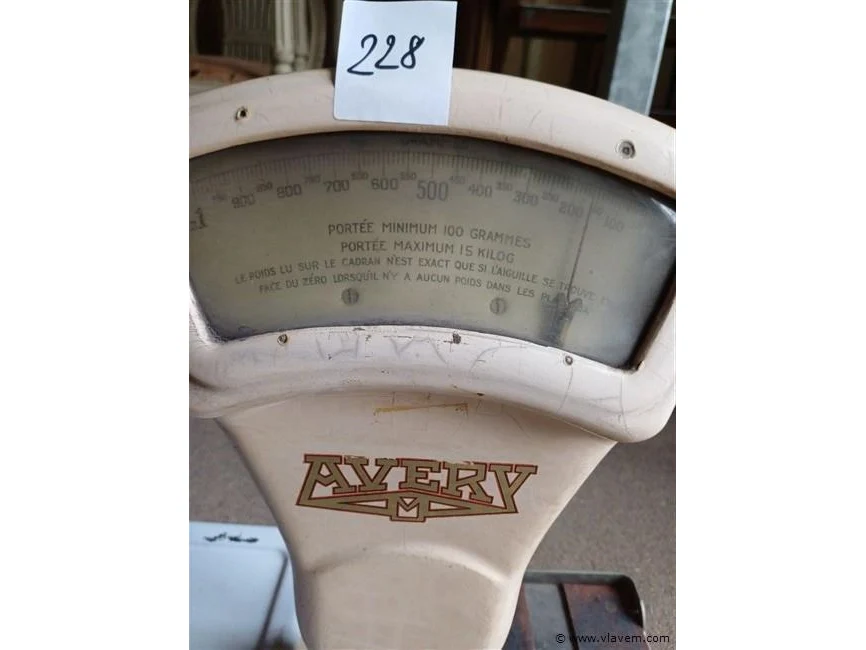 228
900 800 700 600 500 400 300 200 100
PORTÉE MINIMUM 100 GRAMMES
PORTÉE MAXIMUM 15 KILOG
LE POIDS LU SUR LE CADRAN N'EST EXACT QUE SI L'AIGUILLE SE TROUVE
FACE DU ZÉRO LORSQU'IL N'Y A AUCUN POIDS DANS LES
AVERY
© www.vlavem.com